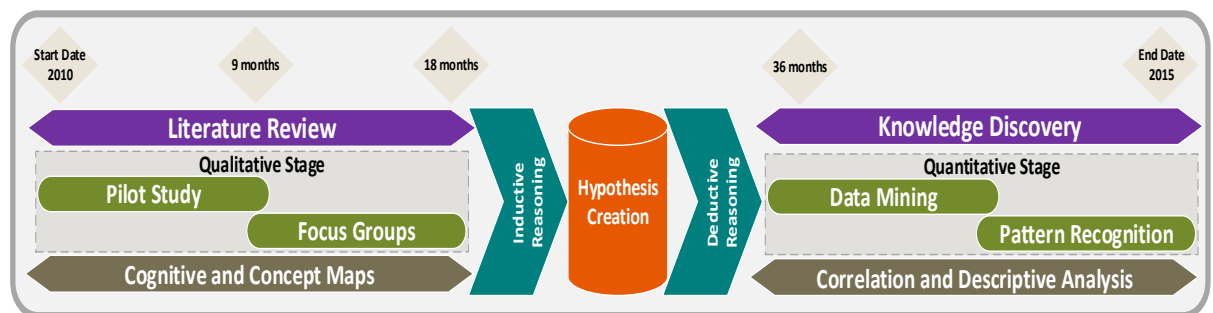 Start Date
2010
9 months
18 months
36 months
End Date
2015
Literature Review
Qualitative Stage
Pilot Study
Focus Groups
Cognitive and Concept Maps
Inductive
Reasoning
Hypothesis
Creation
Deductive
Reasoning
Knowledge Discovery
Quantitative Stage
Data Mining
Pattern Recognition
Correlation and Descriptive Analysis